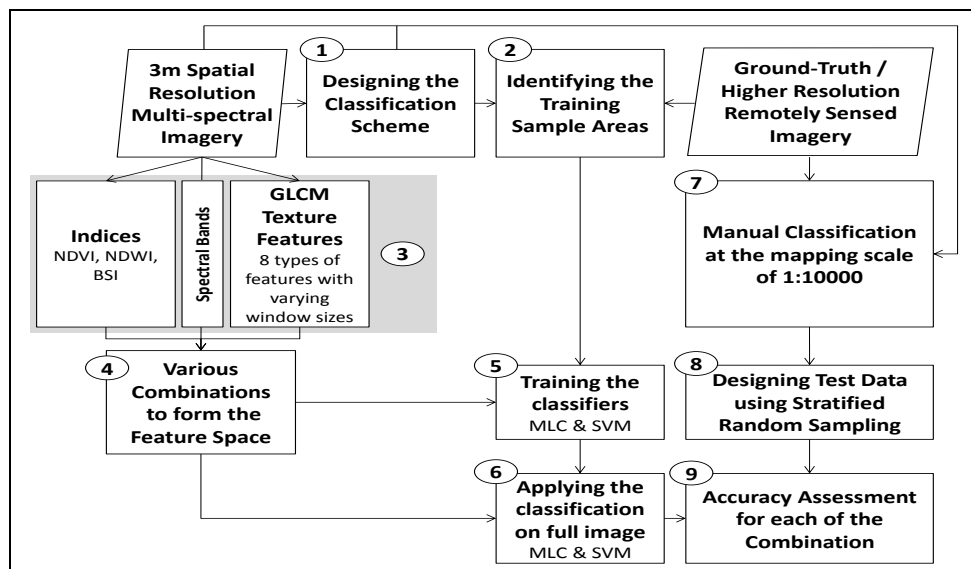 3m Spatial
Resolution
Multi-spectral
Imagery
1
Designing the
Classification
Scheme
2
Identifying the
Training
Sample Areas
Ground-Truth /
Higher Resolution
Remotely Sensed
Imagery
Indices
NDVI, NDWI,
BSI
Spectral Bands
GLCM
Texture
Features
8 types of
features with
varying
window sizes
3
7
Manual Classification
at the mapping scale
of 1:10000
4
Various
Combinations
to form the
Feature Space
5
Training the
classifiers
MLC & SVM
8
Designing Test Data
using Stratified
Random Sampling
6
Applying the
classification
on full image
MLC & SVM
9
Accuracy Assessment
for each of the
Combination